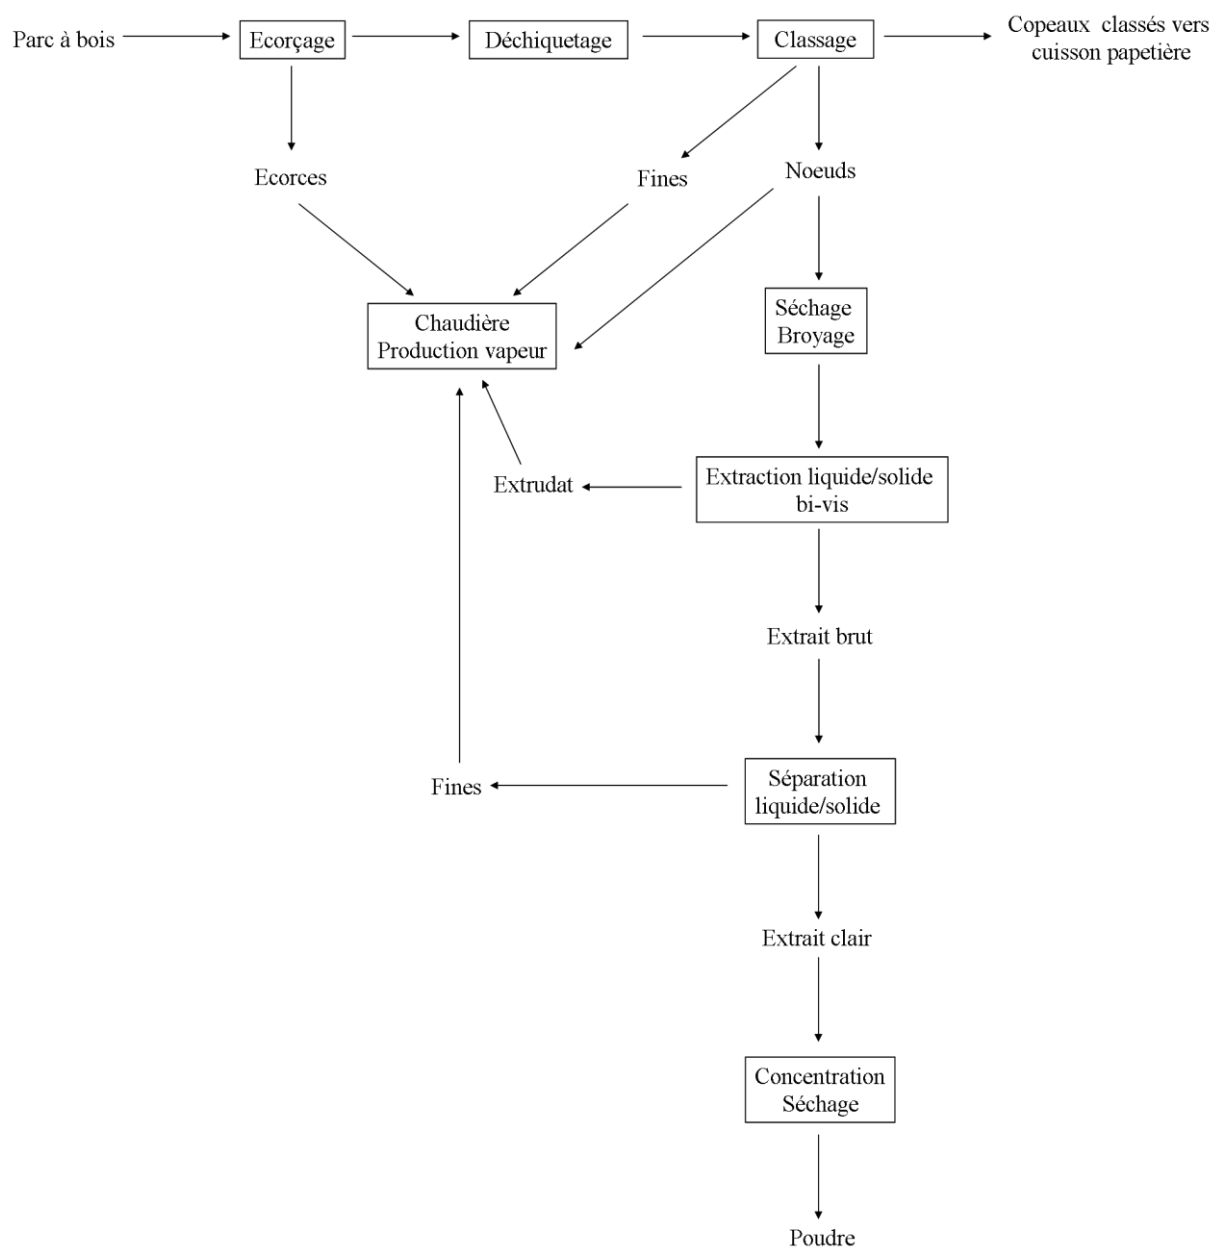 Parc à bois
Ecorçage
Déchiquetage
Classage
Copeaux classés vers
cuisson papetière
Ecorces
Fines
Noeuds
Chaudière
Production vapeur
Séchage
Broyage
Extrudat
Extraction liquide/solide
bi-vis
Extrait brut
Fines
Séparation
liquide/solide
Extrait clair
Concentration
Séchage
Poudre